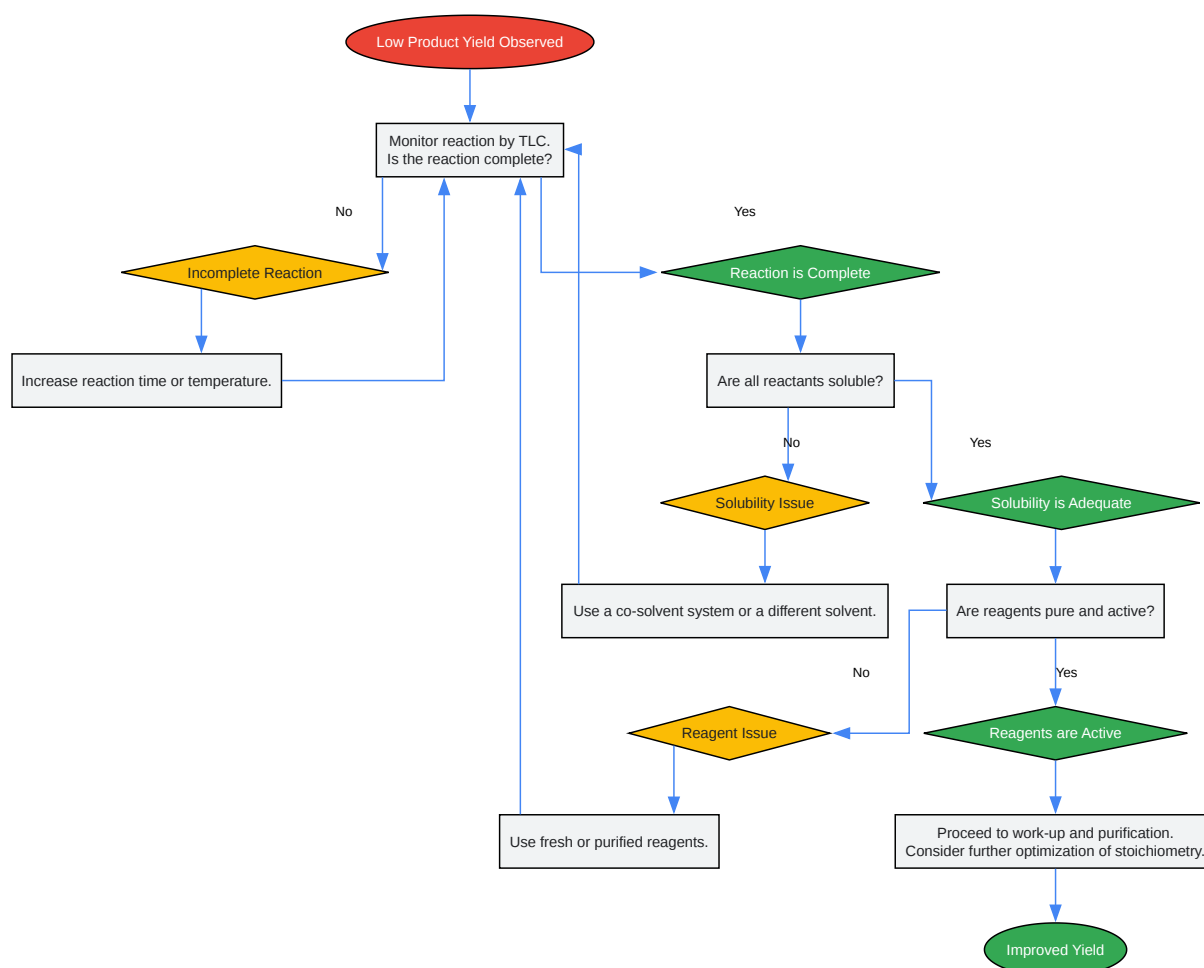 Low Product Yield Observed
Monitor reaction by TLC.
Is the reaction complete?
No
Yes
Incomplete Reaction
Reaction is Complete
Increase reaction time or temperature.
Are all reactants soluble?
No
Yes
Solubility Issue
Solubility is Adequate
Use a co-solvent system or a different solvent.
Are reagents pure and active?
No
Yes
Reagent Issue
Reagents are Active
Use fresh or purified reagents.
Proceed to work-up and purification.
Consider further optimization of stoichiometry.
Improved Yield